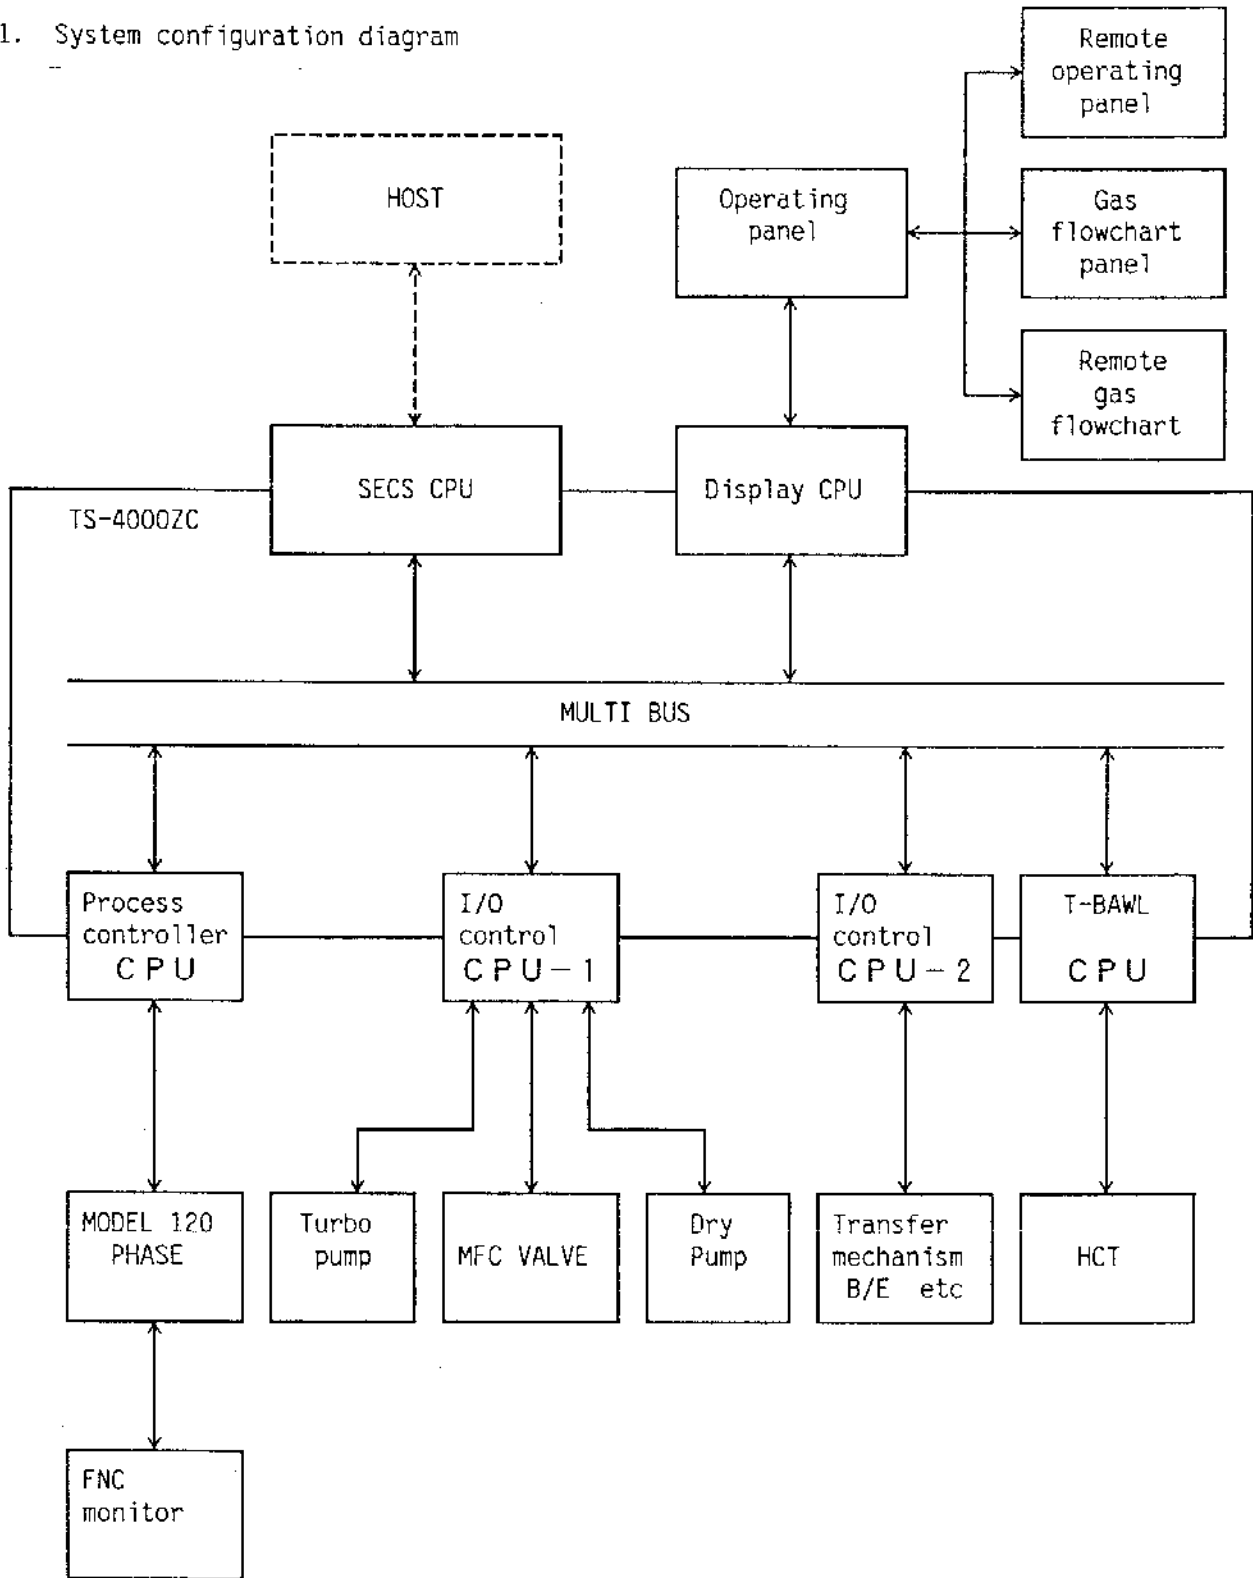 1. System configuration diagram
Remote
operating
panel
HOST
Operating
panel
Gas
flowchart
panel
Remote
gas
flowchart
SECS CPU
Display CPU
TS-4000ZC
MULTI BUS
Process
controller
CPU
I/O
control
CPU-1
I/O
control
CPU-2
T-BAWL
CPU
MODEL 120
PHASE
Turbo
pump
MFC VALVE
Dry
Pump
Transfer
mechanism
B/E etc
HCT
FNC
monitor